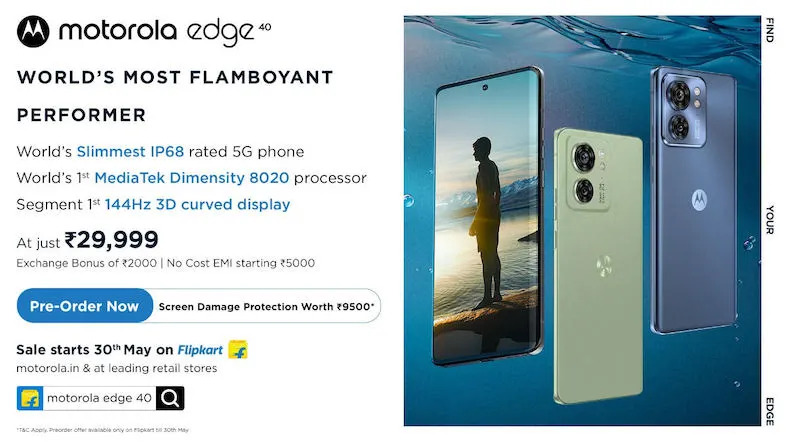 motorola edge 40
WORLD'S MOST FLAMBOYANT
PERFORMER
World's Slimmest IP68 rated 5G phone
World's 1st MediaTek Dimensity 8020 processor
Segment 1st 144Hz 3D curved display
At just ₹29,999
Exchange Bonus of ₹2000 | No Cost EMI starting ₹5000
Pre-Order Now
Screen Damage Protection Worth ₹9500*
Sale starts 30th May on Flipkart
motorola.in & at leading retail stores
motorola edge 40
*T&C Apply. Preorder offer available only on Flipkart till 30th May
FIND
YOUR
EDGE